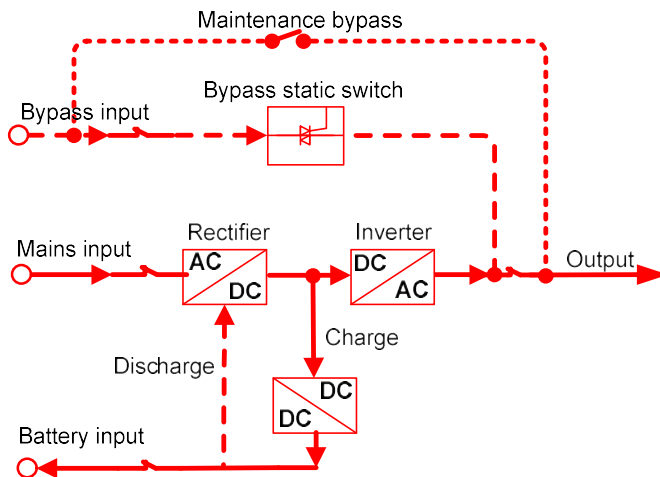 Maintenance bypass
Bypass static switch
Bypass input
Rectifier
Inverter
Mains input
AC
DC
DC
AC
Output
Charge
Discharge
DC
DC
Battery input